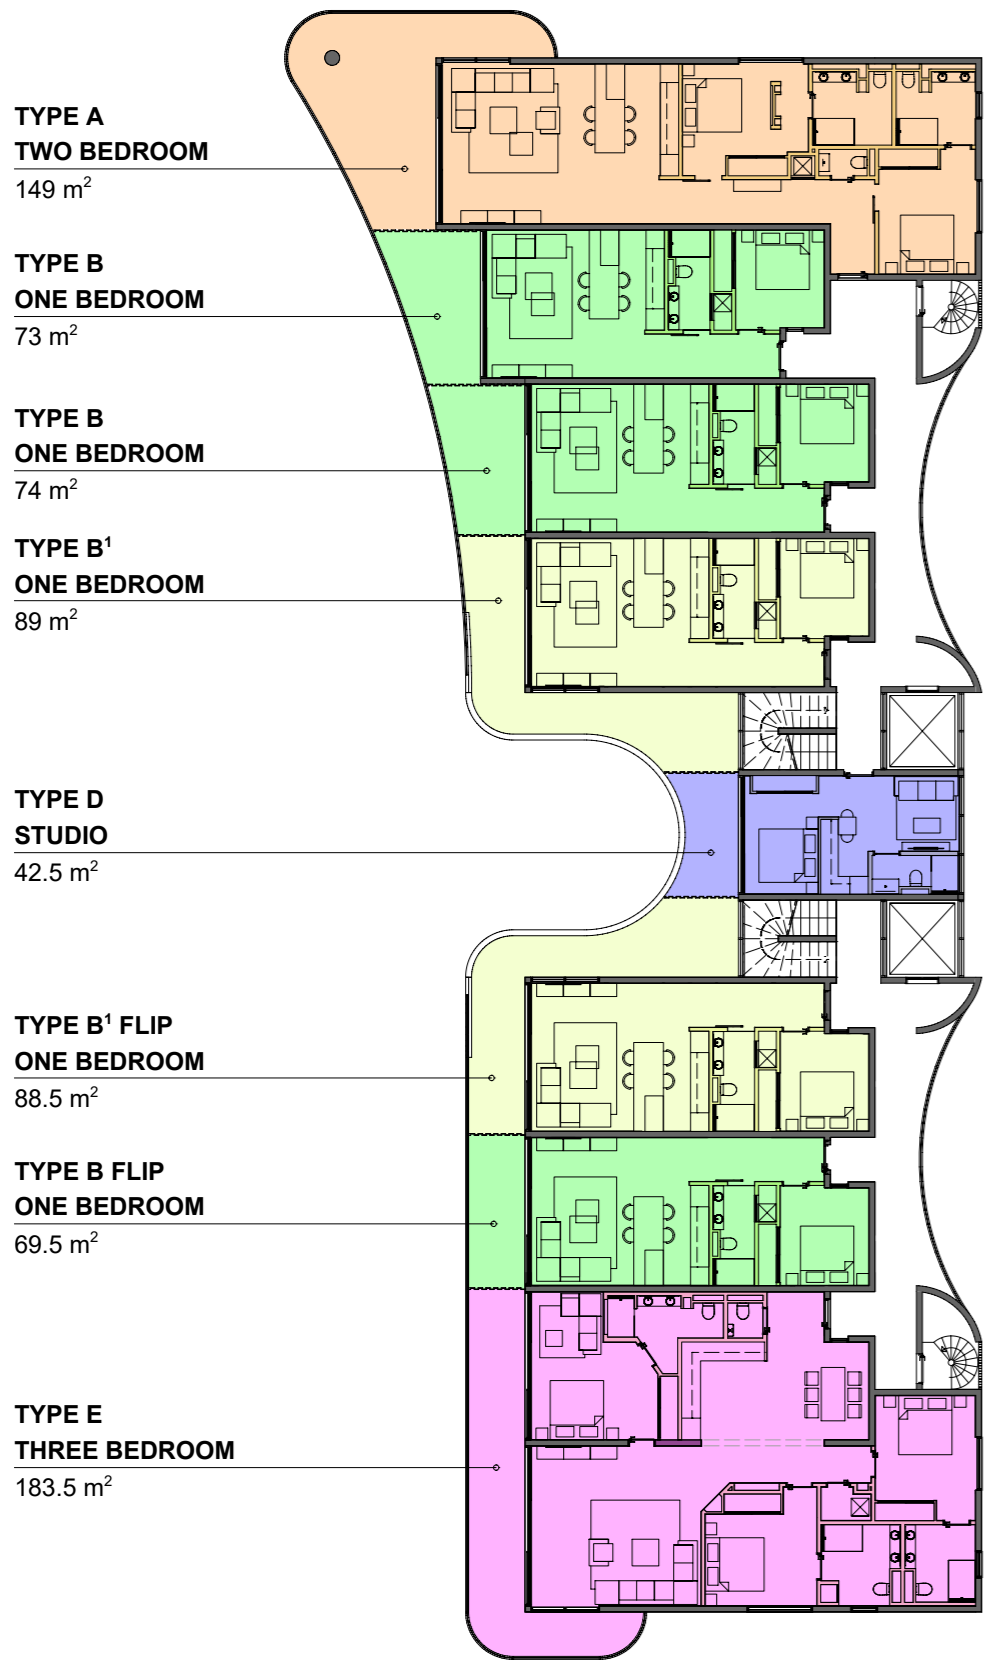 TYPE A
TWO BEDROOM
149 m²
TYPE B
ONE BEDROOM
73 m²
TYPE B
ONE BEDROOM
74 m²
TYPE B¹
ONE BEDROOM
89 m²
TYPE D
STUDIO
42.5 m²
TYPE B¹ FLIP
ONE BEDROOM
88.5 m²
TYPE B FLIP
ONE BEDROOM
69.5 m²
TYPE E
THREE BEDROOM
183.5 m²